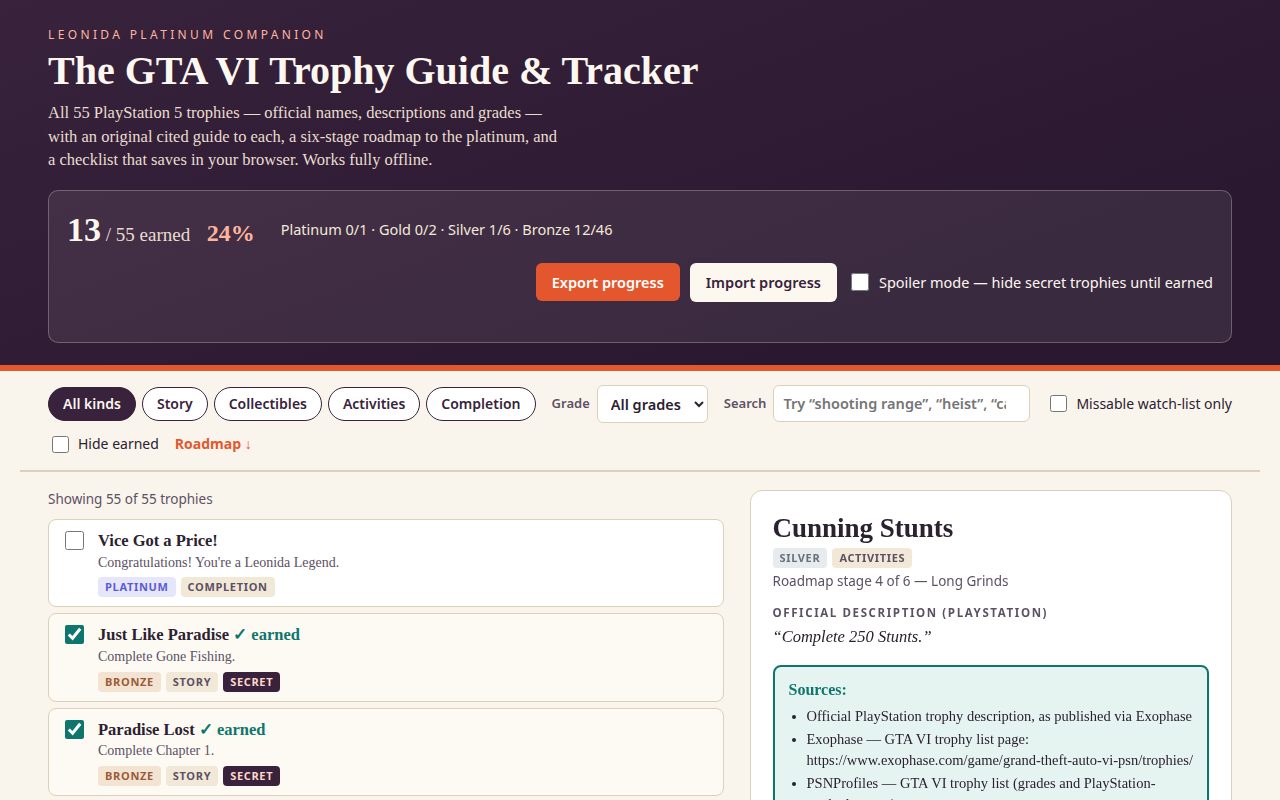 LEONIDA PLATINUM COMPANION
The GTA VI Trophy Guide & Tracker
All 55 PlayStation 5 trophies — official names, descriptions and grades —
with an original cited guide to each, a six-stage roadmap to the platinum, and
a checklist that saves in your browser. Works fully offline.
13 / 55 earned 24% Platinum 0/1 · Gold 0/2 · Silver 1/6 · Bronze 12/46
Export progress Import progress Spoiler mode — hide secret trophies until earned
All kinds Story Collectibles Activities Completion Grade All grades Search Try “shooting range”, “heist”, Missable watch-list only
Hide earned Roadmap ↓
Showing 55 of 55 trophies
Vice Got a Price!
Congratulations! You're a Leonida Legend.
PLATINUM COMPLETION
Just Like Paradise ✓ earned
Complete Gone Fishing.
BRONZE STORY SECRET
Paradise Lost ✓ earned
Complete Chapter 1.
BRONZE STORY SECRET
Cunning Stunts
SILVER ACTIVITIES
Roadmap stage 4 of 6 — Long Grinds
OFFICIAL DESCRIPTION (PLAYSTATION)
“Complete 250 Stunts.”
Sources:
• Official PlayStation trophy description, as published via Exophase
• Exophase — GTA VI trophy list page:
https://www.exophase.com/game/grand-theft-auto-vi-psn/trophies/
• PSNProfiles — GTA VI trophy list (grades and PlayStation-